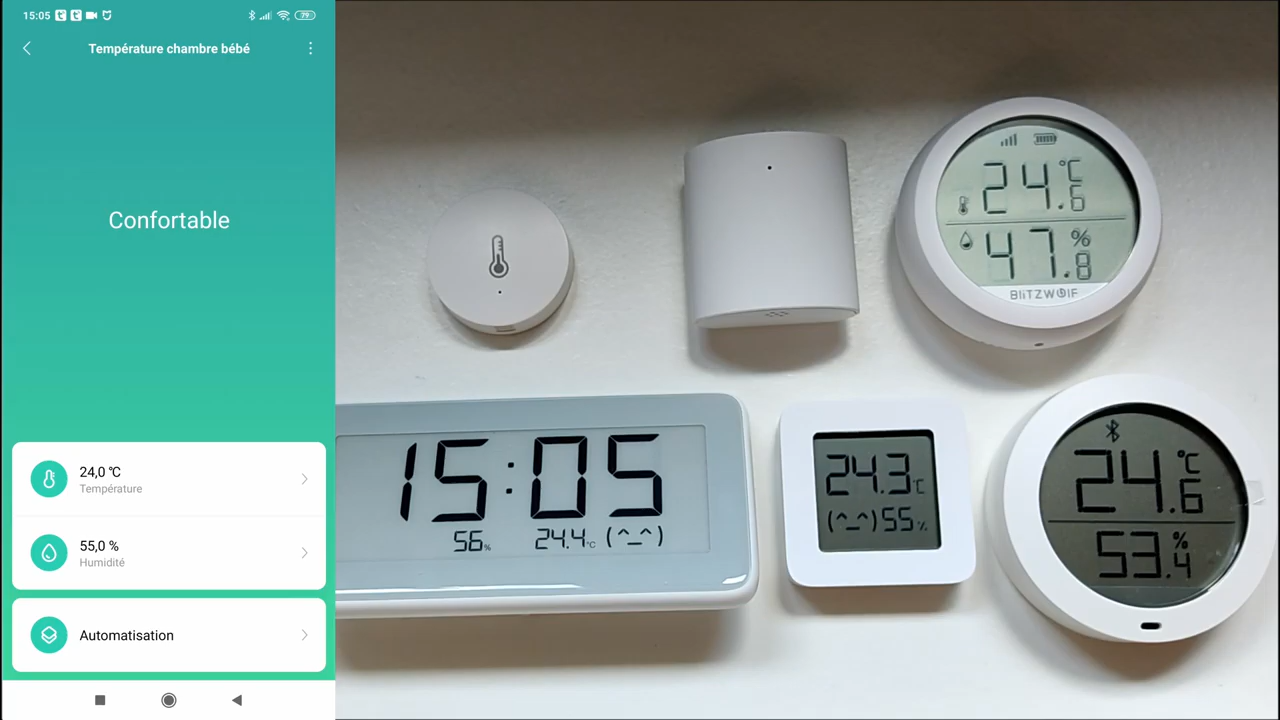 15:05
79
Température chambre bébé
Confortable
24,0 °C
Température
55,0 %
Humidité
Automatisation
24.6 °C
47.8 %
BLiTZWOLF
15:05
56 %
24.4 °C (^_^)
24.3 °C
(^_^) 55 %
24.6 °C
53.4 %